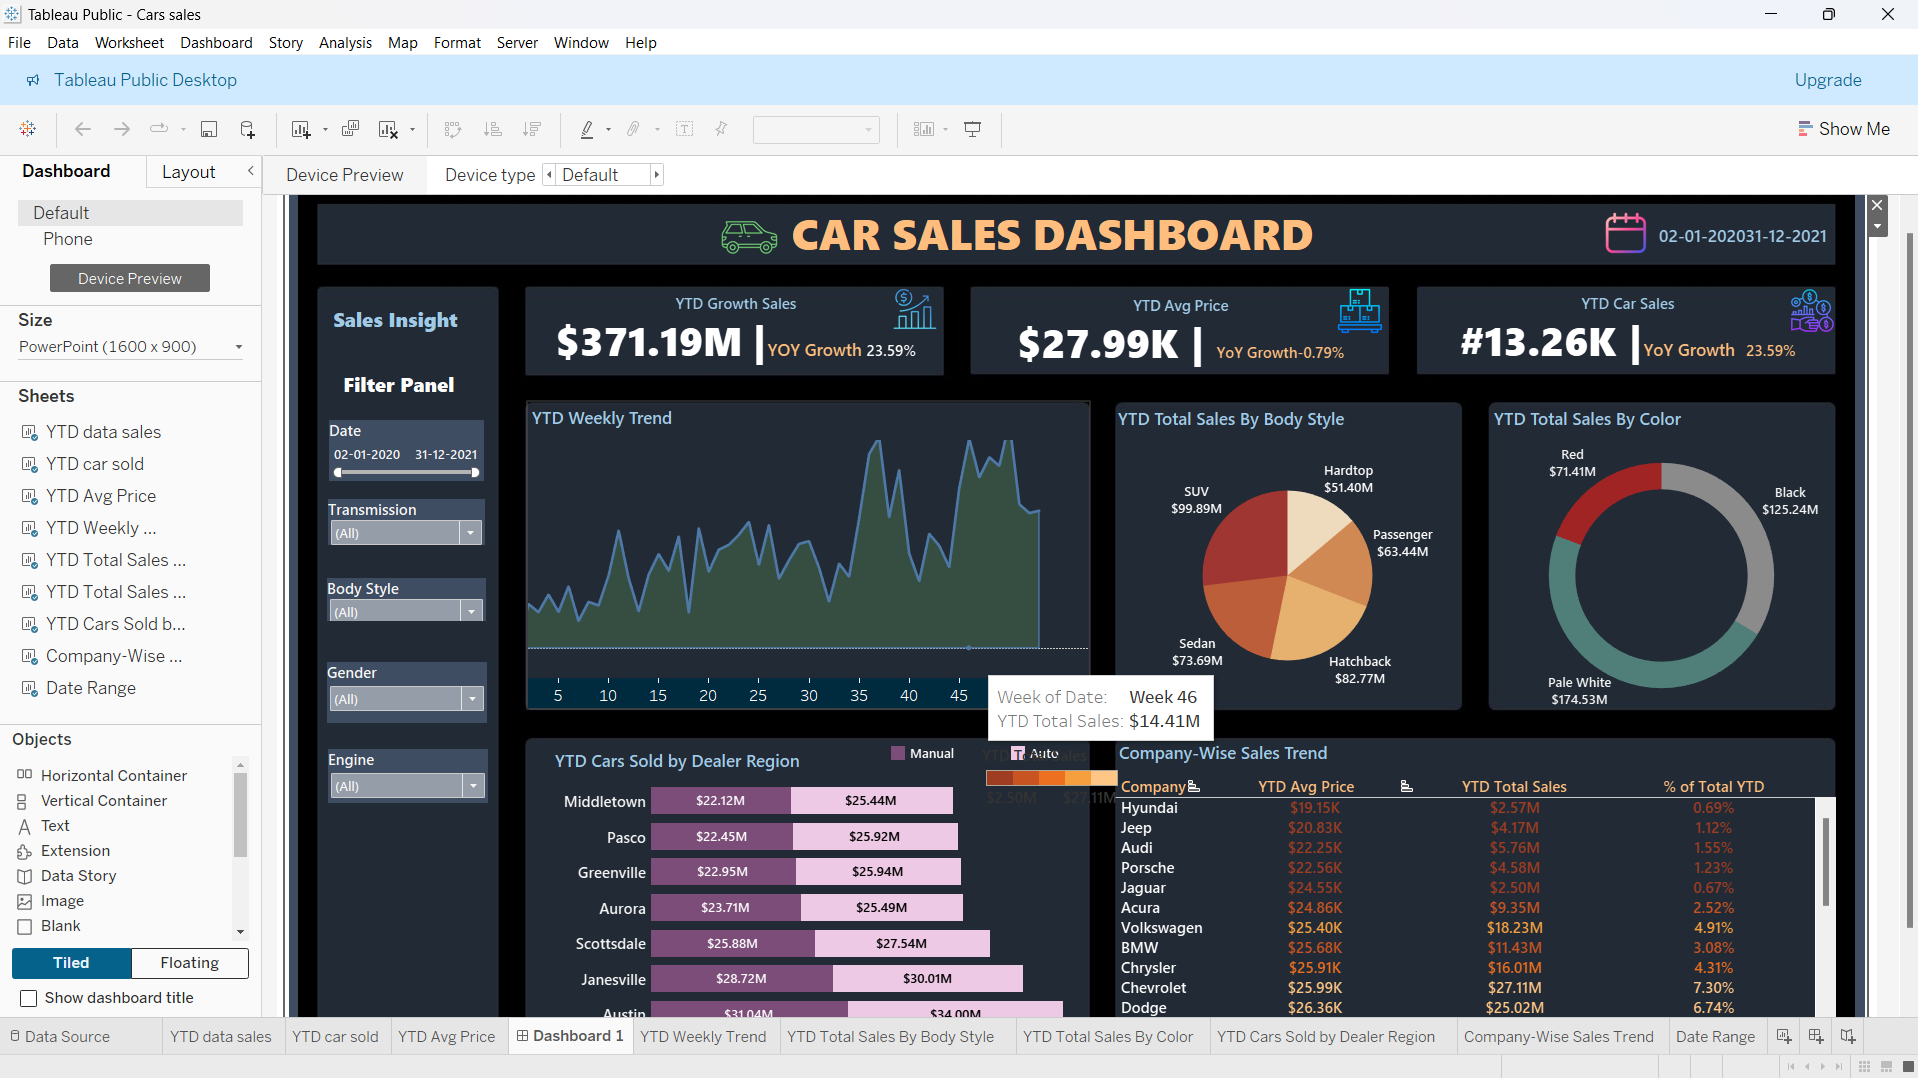 Tableau Public - Cars sales
File Data Worksheet Dashboard Story Analysis Map Format Server Window Help
Tableau Public Desktop
Upgrade
Show Me
Dashboard
Layout
Device Preview
Device type
Default
Default
Phone
Device Preview
Size
PowerPoint (1600 x 900)
Sheets
YTD data sales
YTD car sold
YTD Avg Price
YTD Weekly ...
YTD Total Sales ...
YTD Total Sales ...
YTD Cars Sold b...
Company-Wise ...
Date Range
Objects
Horizontal Container
Vertical Container
Text
Extension
Data Story
Image
Blank
Tiled
Floating
Show dashboard title
CAR SALES DASHBOARD
02-01-202031-12-2021
Sales Insight
Filter Panel
Date
02-01-2020 31-12-2021
Transmission
(All)
Body Style
(All)
Gender
(All)
Engine
(All)
YTD Growth Sales
$371.19M |YOY Growth 23.59%
YTD Avg Price
$27.99K | YoY Growth-0.79%
YTD Car Sales
#13.26K |YoY Growth 23.59%
YTD Weekly Trend
5 10 15 20 25 30 35 40 45
Week of Date: Week 46
YTD Total Sales: $14.41M
YTD Total Sales By Body Style
Hardtop
$51.40M
SUV
$99.89M
Passenger
$63.44M
Sedan
$73.69M
Hatchback
$82.77M
YTD Total Sales By Color
Red
$71.41M
Black
$125.24M
Pale White
$174.53M
YTD Cars Sold by Dealer Region
Manual
Auto
YTD Total Sales
$2.50M $27.11M
Middletown $22.12M $25.44M
Pasco $22.45M $25.92M
Greenville $22.95M $25.94M
Aurora $23.71M $25.49M
Scottsdale $25.88M $27.54M
Janesville $28.72M $30.01M
Austin $31.04M $34.00M
Company-Wise Sales Trend
Company YTD Avg Price YTD Total Sales % of Total YTD
Hyundai $19.15K $2.57M 0.69%
Jeep $20.83K $4.17M 1.12%
Audi $22.25K $5.76M 1.55%
Porsche $22.56K $4.58M 1.23%
Jaguar $24.55K $2.50M 0.67%
Acura $24.86K $9.35M 2.52%
Volkswagen $25.40K $18.23M 4.91%
BMW $25.68K $11.43M 3.08%
Chrysler $25.91K $16.01M 4.31%
Chevrolet $25.99K $27.11M 7.30%
Dodge $26.36K $25.02M 6.74%
Data Source
YTD data sales
YTD car sold
YTD Avg Price
Dashboard 1
YTD Weekly Trend
YTD Total Sales By Body Style
YTD Total Sales By Color
YTD Cars Sold by Dealer Region
Company-Wise Sales Trend
Date Range